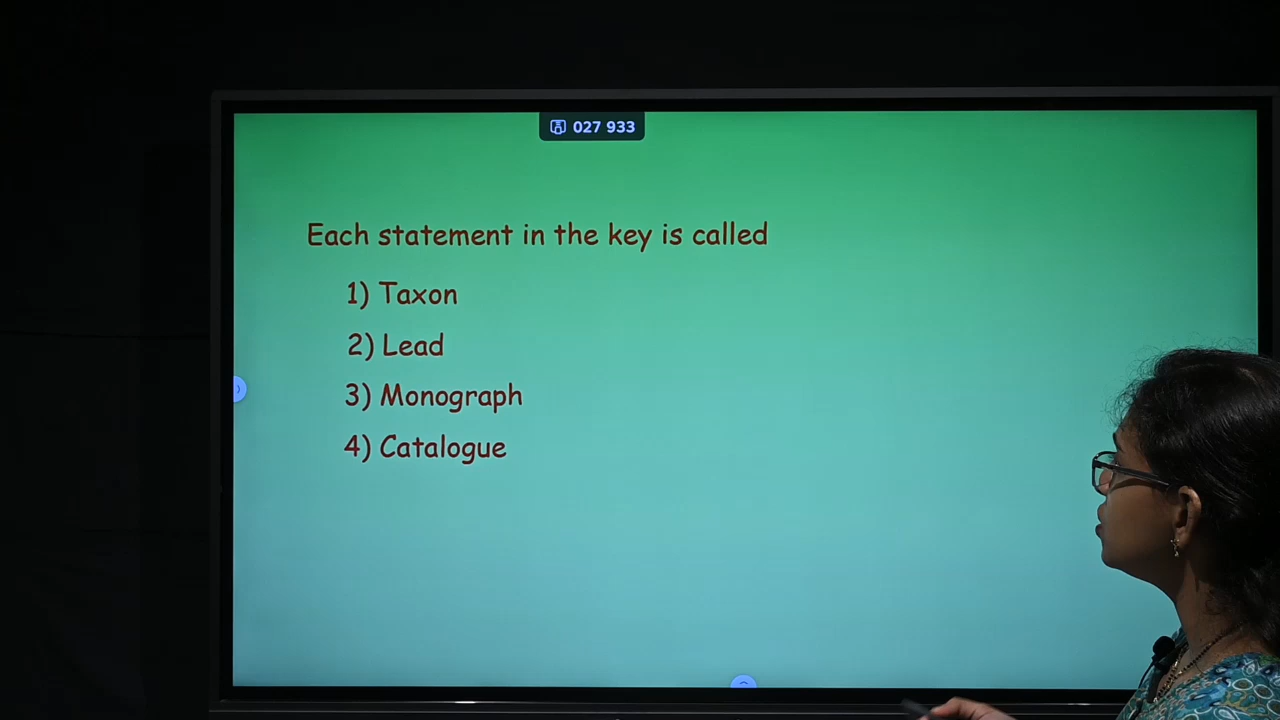 027 933
Each statement in the key is called
1) Taxon
2) Lead
3) Monograph
4) Catalogue